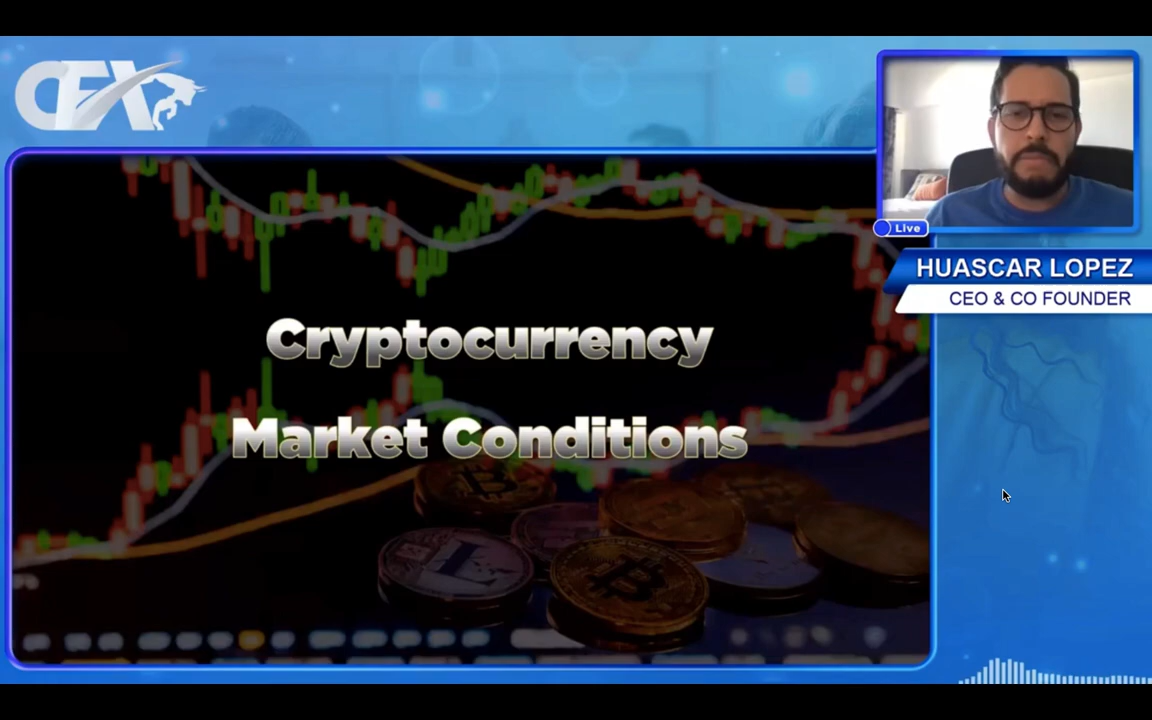 CFX
Live
HUASCAR LOPEZ
CEO & CO FOUNDER
Cryptocurrency
Market Conditions